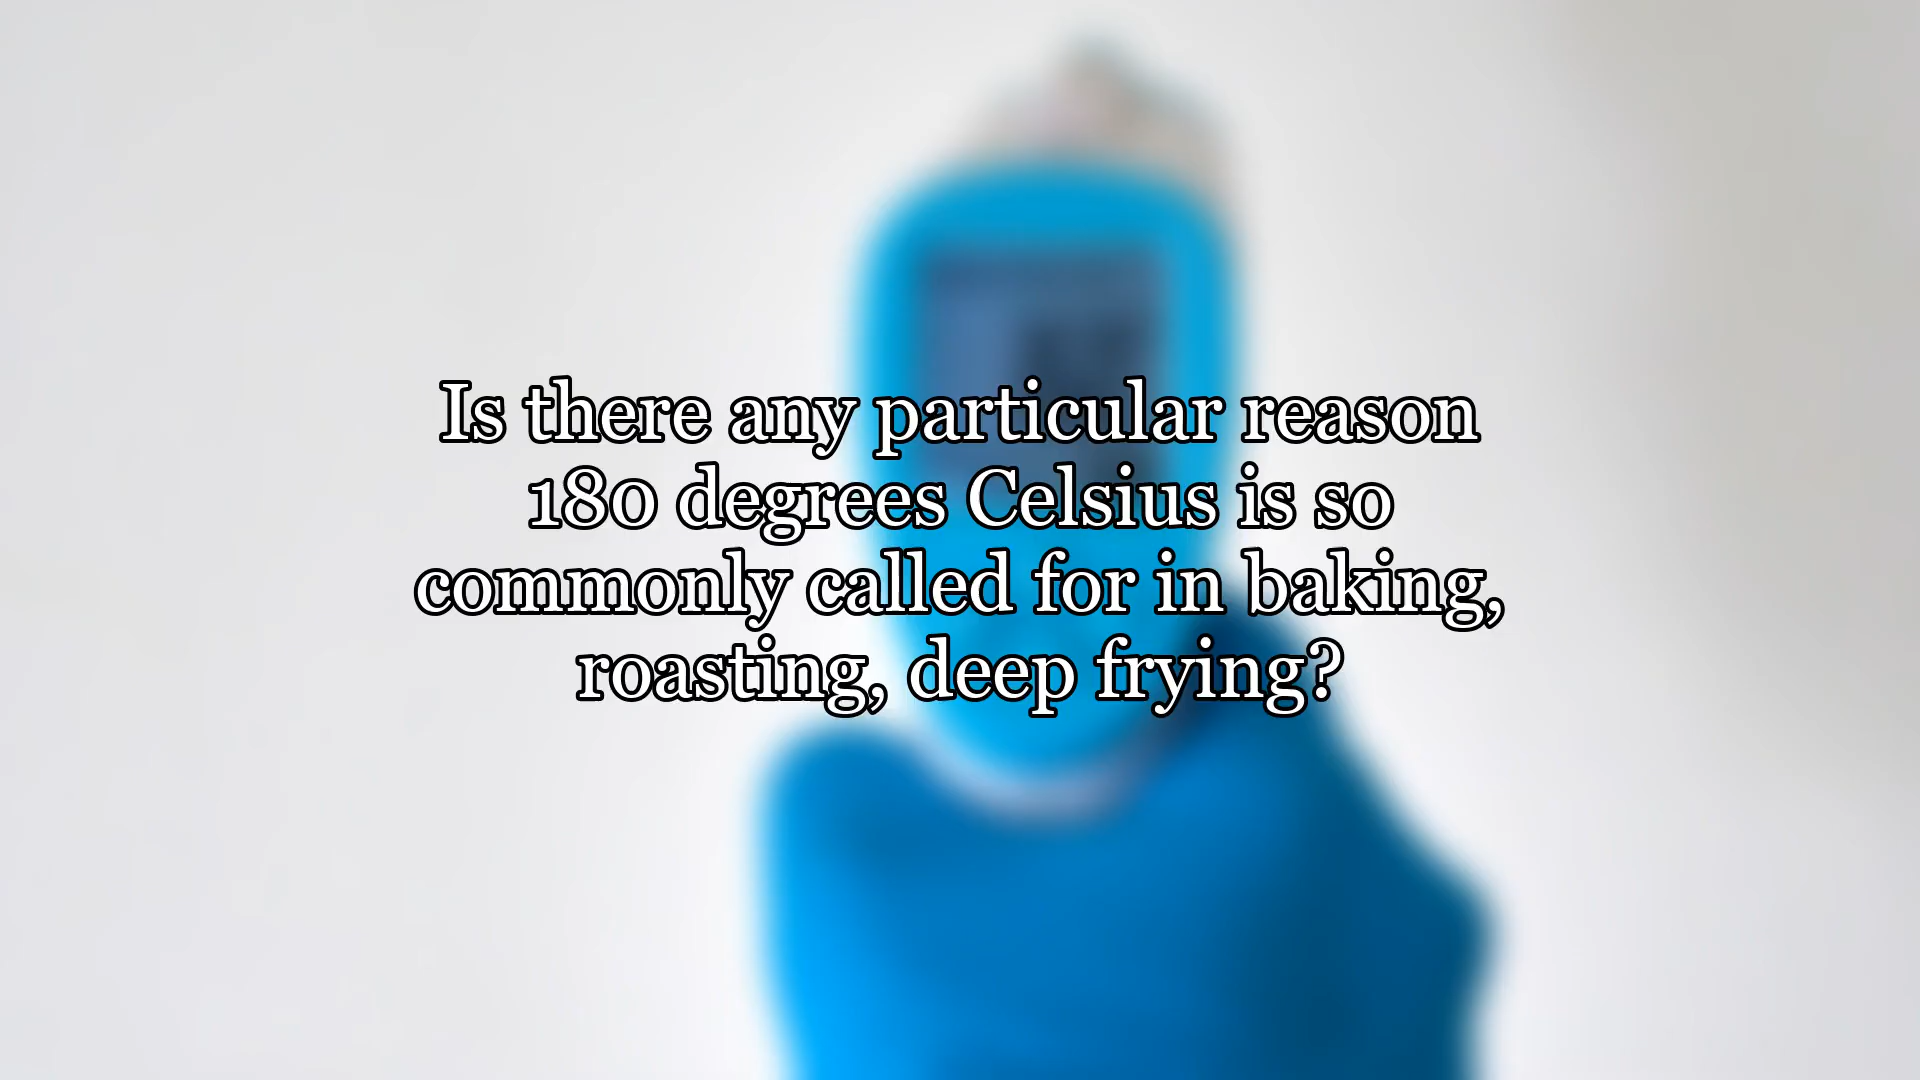 Is there any particular reason
180 degrees Celsius is so
commonly called for in baking,
roasting, deep frying?